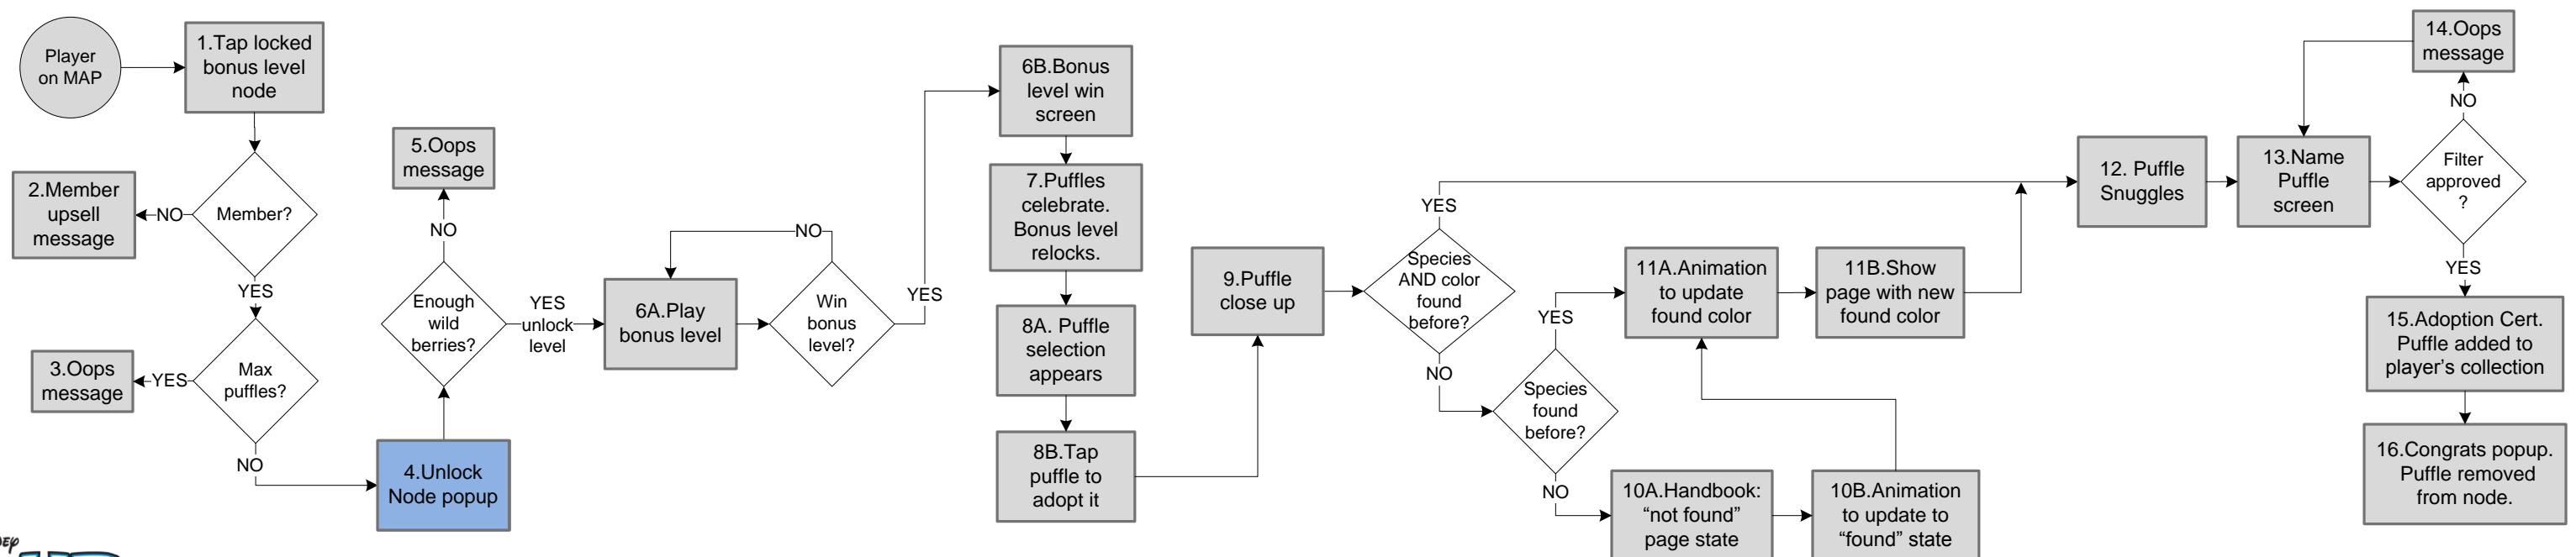 Player
on MAP
1.Tap locked
bonus level
node
Member?
NO
2.Member
upsell
message
YES
Max
puffles?
YES
3.Oops
message
NO
4.Unlock
Node popup
Enough
wild
berries?
NO
5.Oops
message
YES
unlock
level
6A.Play
bonus level
Win
bonus
level?
NO
YES
6B.Bonus
level win
screen
7.Puffles
celebrate.
Bonus level
relocks.
8A. Puffle
selection
appears
8B.Tap
puffle to
adopt it
9.Puffle
close up
Species
AND color
found
before?
YES
NO
Species
found
before?
YES
NO
10A.Handbook:
“not found”
page state
10B.Animation
to update to
“found” state
11A.Animation
to update
found color
11B.Show
page with new
found color
12. Puffle
Snuggles
13.Name
Puffle
screen
Filter
approved
?
NO
14.Oops
message
YES
15.Adoption Cert.
Puffle added to
player’s collection
16.Congrats popup.
Puffle removed
from node.